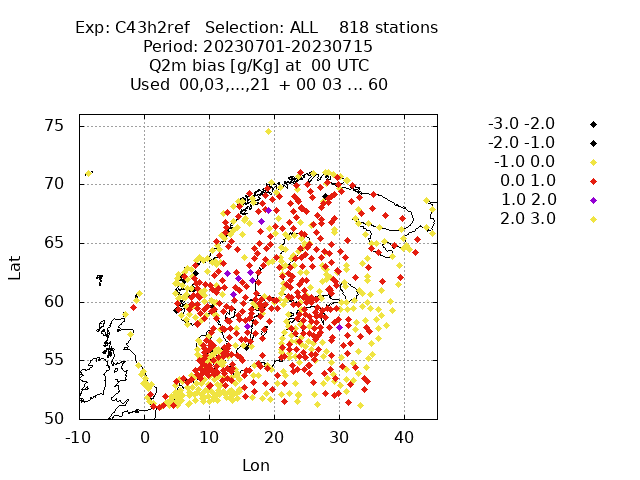 Exp: C43h2ref Selection: ALL 818 stations
Period: 20230701-20230715
Q2m bias [g/Kg] at 00 UTC
Used 00,03,...,21 + 00 03 ... 60
-3.0 -2.0
-2.0 -1.0
-1.0 0.0
0.0 1.0
1.0 2.0
2.0 3.0
75
70
65
60
55
50
Lat
-10 0 10 20 30 40
Lon